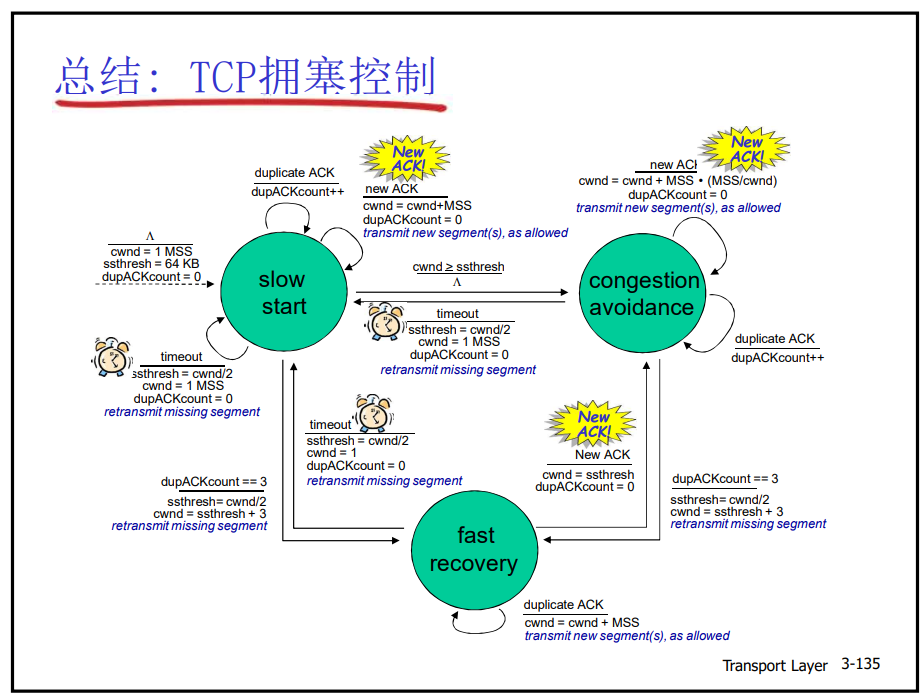 总结: TCP拥塞控制
New
ACK!
duplicate ACK
dupACKcount++
new ACK
cwnd = cwnd+MSS
dupACKcount = 0
transmit new segment(s), as allowed
New
ACK!
new ACK
cwnd = cwnd + MSS • (MSS/cwnd)
dupACKcount = 0
transmit new segment(s), as allowed
Λ
cwnd = 1 MSS
ssthresh = 64 KB
dupACKcount = 0
slow
start
cwnd ≥ ssthresh
Λ
congestion
avoidance
timeout
ssthresh = cwnd/2
cwnd = 1 MSS
dupACKcount = 0
retransmit missing segment
duplicate ACK
dupACKcount++
timeout
ssthresh = cwnd/2
cwnd = 1 MSS
dupACKcount = 0
retransmit missing segment
timeout
ssthresh = cwnd/2
cwnd = 1
dupACKcount = 0
retransmit missing segment
New
ACK!
New ACK
cwnd = ssthresh
dupACKcount = 0
dupACKcount == 3
ssthresh= cwnd/2
cwnd = ssthresh + 3
retransmit missing segment
dupACKcount == 3
ssthresh=cwnd/2
cwnd = ssthresh + 3
retransmit missing segment
fast
recovery
duplicate ACK
cwnd = cwnd + MSS
transmit new segment(s), as allowed
Transport Layer 3-135